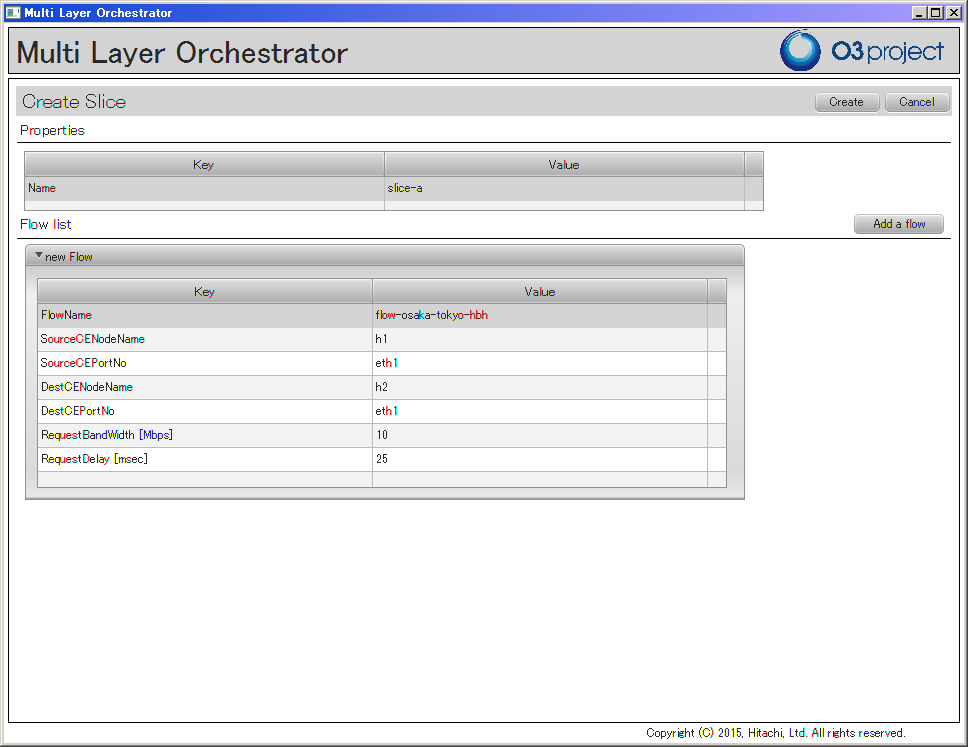 Multi Layer Orchestrator
Multi Layer Orchestrator
O3project
Create Slice
Create
Cancel
Properties
Key Value
Name slice-a
Flow list
Add a flow
new Flow
Key Value
FlowName flow-osaka-tokyo-hbh
SourceCENodeName h1
SourceCEPortNo eth1
DestCENodeName h2
DestCEPortNo eth1
RequestBandWidth [Mbps] 10
RequestDelay [msec] 25
Copyright (C) 2015, Hitachi, Ltd. All rights reserved.